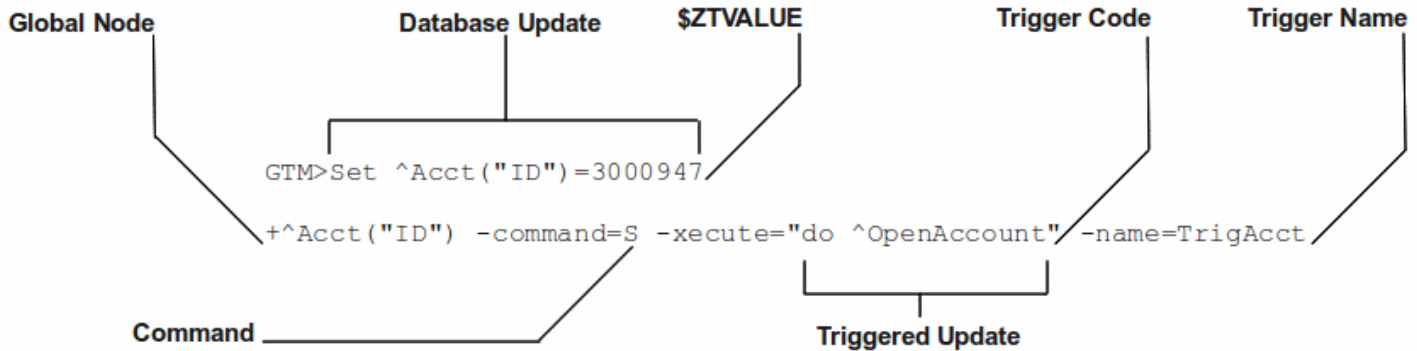 Global Node
Database Update
$ZTVALUE
Trigger Code
Trigger Name
GTM>Set ^Acct("ID")=3000947
+^Acct("ID") -command=S -xecute="do ^OpenAccount" -name=TrigAcct
Command
Triggered Update